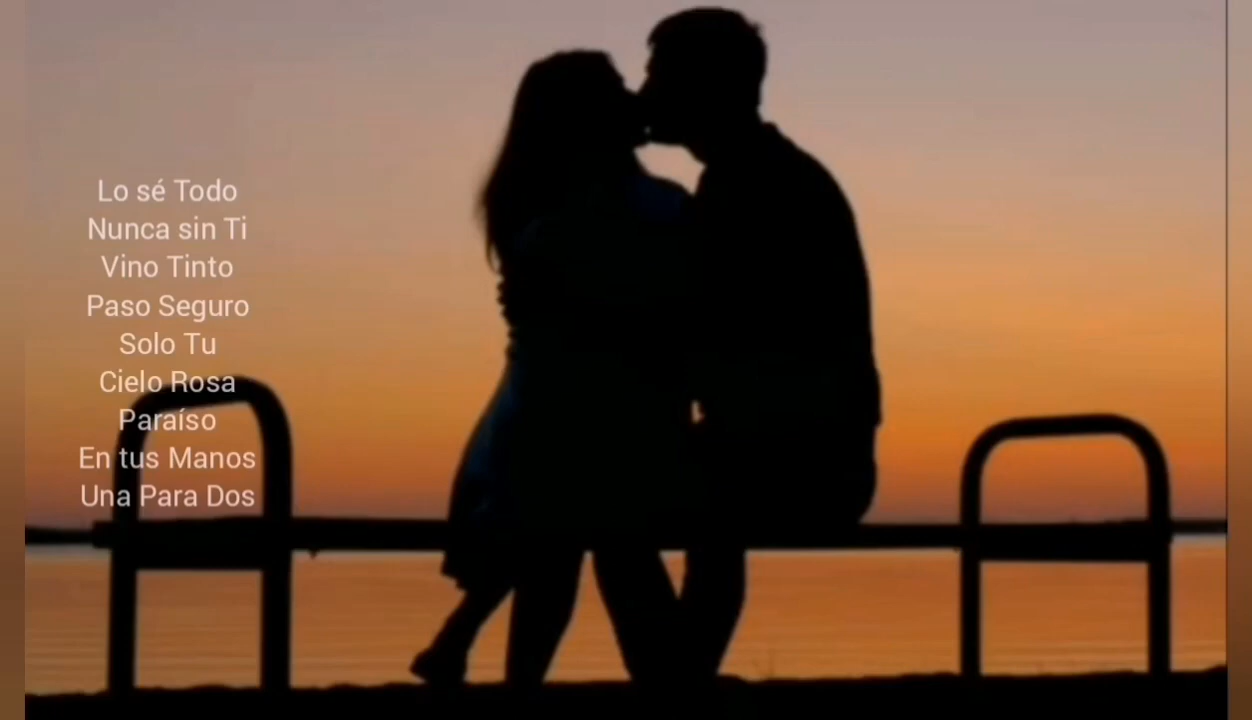 Lo sé Todo
Nunca sin Ti
Vino Tinto
Paso Seguro
Solo Tu
Cielo Rosa
Paraíso
En tus Manos
Una Para Dos